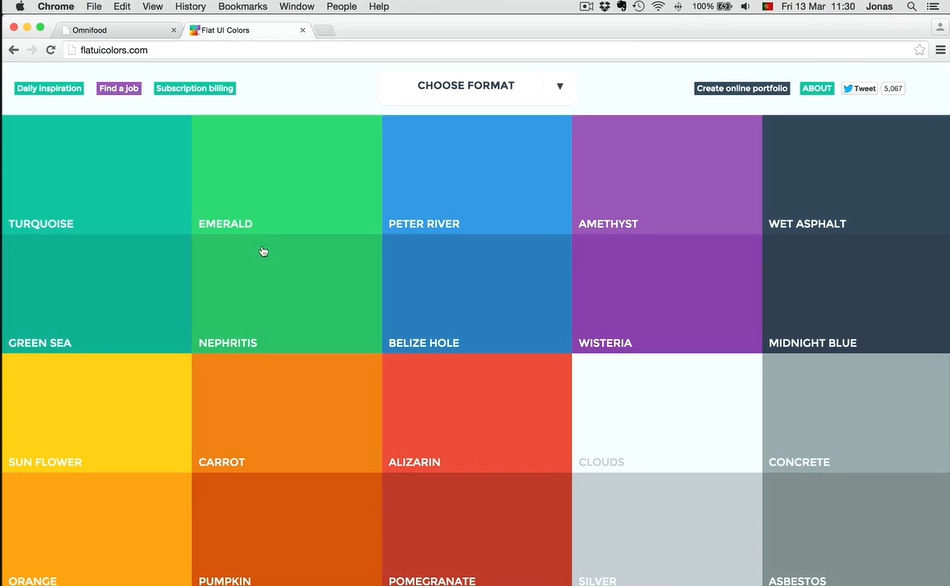 Chrome File Edit View History Bookmarks Window People Help 100% Fri 13 Mar 11:30 Jonas
Omnifood × Flat UI Colors ×
flatuicolors.com
Daily inspiration Find a job Subscription billing CHOOSE FORMAT ▼ Create online portfolio ABOUT Tweet 5,067
TURQUOISE EMERALD PETER RIVER AMETHYST WET ASPHALT
GREEN SEA NEPHRITIS BELIZE HOLE WISTERIA MIDNIGHT BLUE
SUN FLOWER CARROT ALIZARIN CLOUDS CONCRETE
ORANGE PUMPKIN POMEGRANATE SILVER ASBESTOS